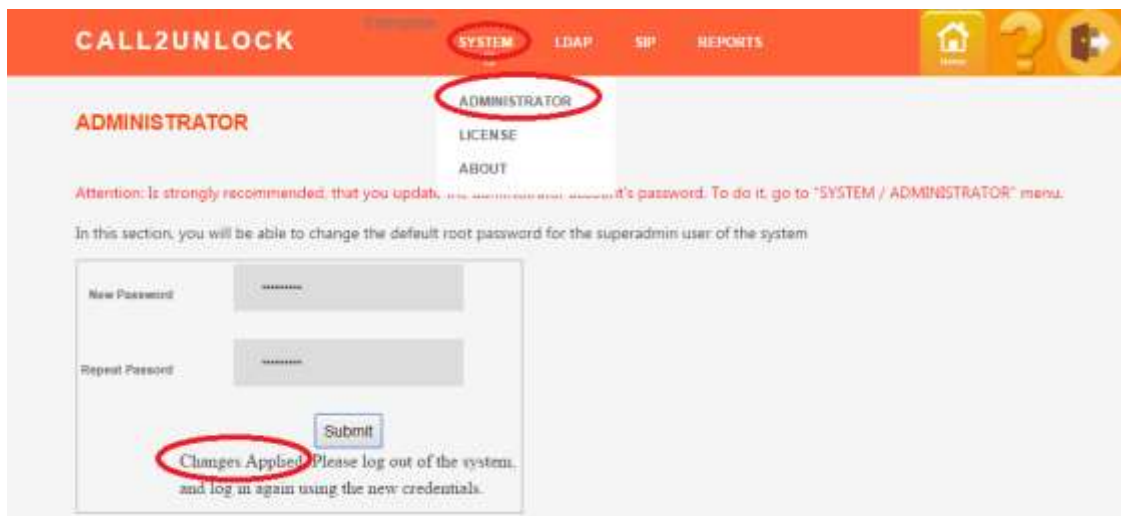 CALL2UNLOCK SYSTEM LDAP SIP REPORTS
Home
ADMINISTRATOR
LICENSE
ABOUT
ADMINISTRATOR
Attention: Is strongly recommended, that you update 's password. To do it, go to "SYSTEM / ADMINISTRATOR" menu.
In this section, you will be able to change the default root password for the superadmin user of the system
New Password
Repeat Passord
Submit
Changes Applied. Please log out of the system,
and log in again using the new credentials.